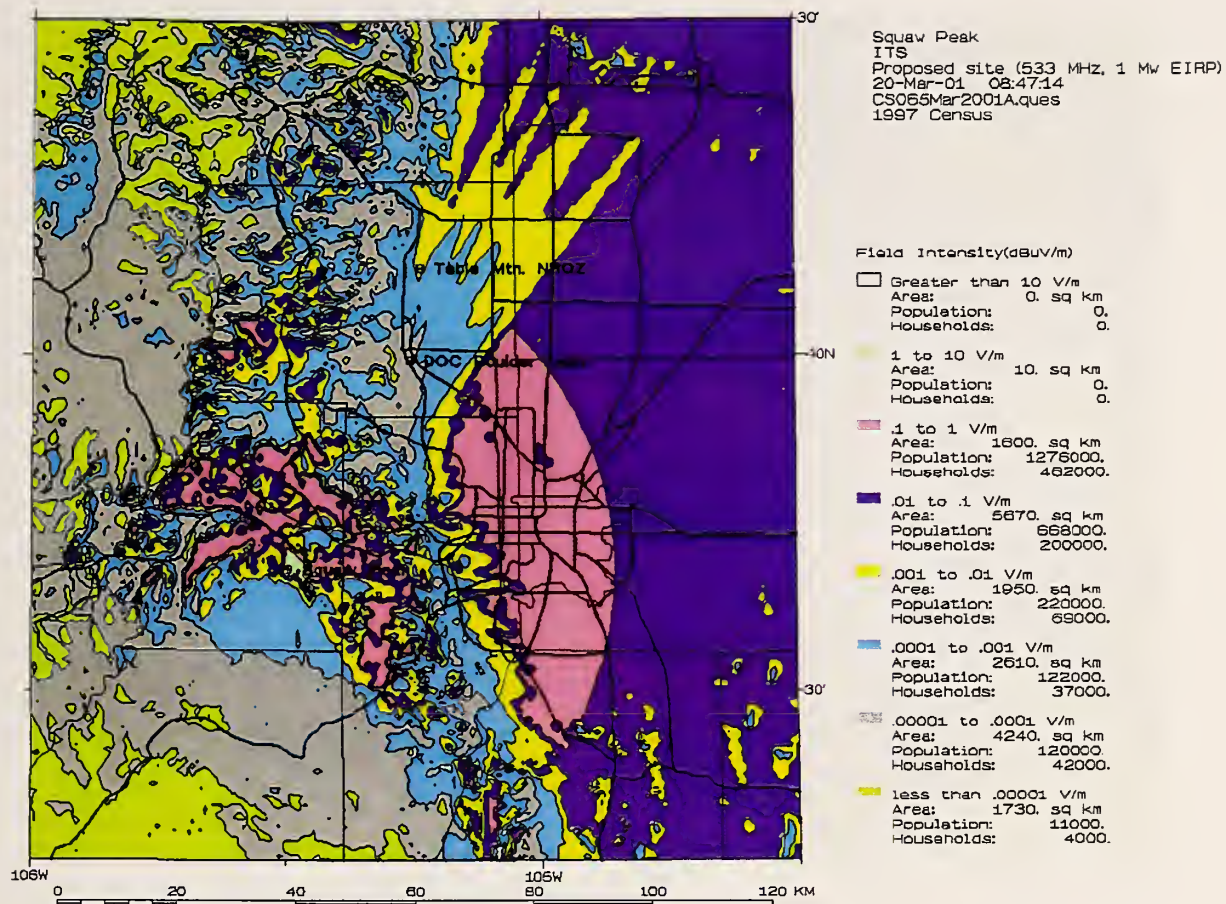 Squaw Peak
ITS
Proposed site (533 MHz, 1 Mw EIRP)
20-Mar-01 08:47:14
CS065Mar2001A.ques
1997 Census
Field Intensity(dBuV/m)
Greater than 10 V/m
Area: 0. sq km
Population: 0.
Households: 0.
1 to 10 V/m
Area: 10. sq km
Population: 0.
Households: 0.
.1 to 1 V/m
Area: 1600. sq km
Population: 1276000.
Households: 482000.
.01 to .1 V/m
Area: 5670. sq km
Population: 668000.
Households: 200000.
.001 to .01 V/m
Area: 1950. sq km
Population: 220000.
Households: 69000.
.0001 to .001 V/m
Area: 2610. sq km
Population: 122000.
Households: 37000.
.00001 to .0001 V/m
Area: 4240. sq km
Population: 120000.
Households: 42000.
less than .00001 V/m
Area: 1730. sq km
Population: 11000.
Households: 4000.
30'
Table Mtn. NRQZ
40N
DOC Boulder
Squaw Peak
30'
106W
105W
0 20 40 60 80 100 120 KM